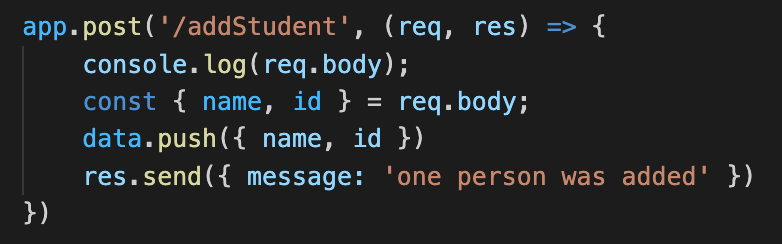 app.post('/addStudent', (req, res) => {
    console.log(req.body);
    const { name, id } = req.body;
    data.push({ name, id })
    res.send({ message: 'one person was added' })
})